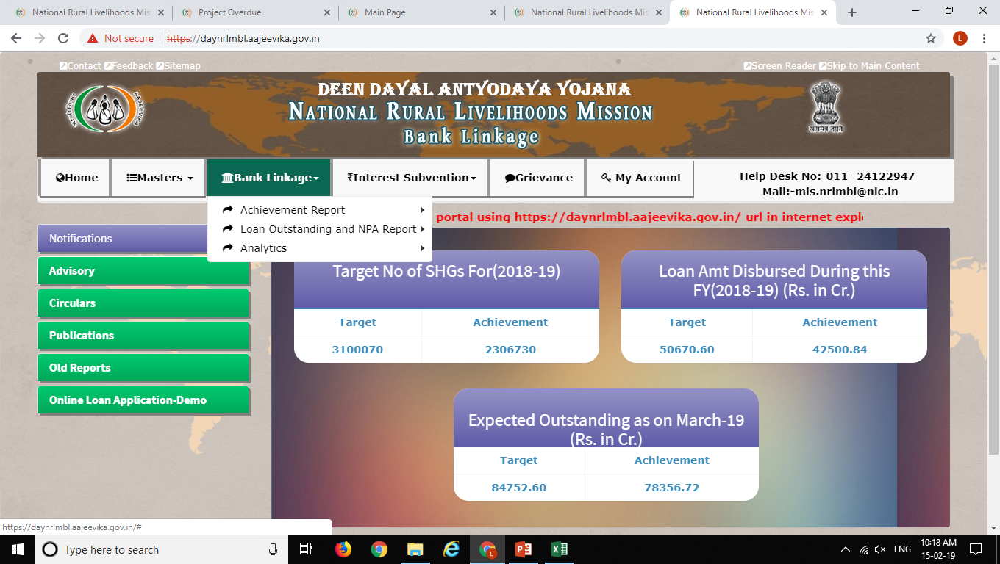 National Rural Livelihoods Mis
Project Overdue
Main Page
National Rural Livelihoods Mis
National Rural Livelihoods Mis
Not secure
https://daynrlmbl.aajeevika.gov.in
L
Contact Feedback Sitemap
Screen Reader Skip to Main Content
DEEN DAYAL ANTYODAYA YOJANA
NATIONAL RURAL LIVELIHOODS MISSION
Bank Linkage
AAJEEVIKA
सत्यमेव जयते
Home
Masters
Bank Linkage
₹Interest Subvention
Grievance
My Account
Help Desk No:-011- 24122947
Mail:-mis.nrlmbl@nic.in
Achievement Report
Loan Outstanding and NPA Report
Analytics
portal using https://daynrlmbl.aajeevika.gov.in/ url in internet expl
Notifications
Advisory
Circulars
Publications
Old Reports
Online Loan Application-Demo
Target No of SHGs For(2018-19)
Target Achievement
3100070 2306730
Loan Amt Disbursed During this
FY(2018-19) (Rs. in Cr.)
Target Achievement
50670.60 42500.84
Expected Outstanding as on March-19
(Rs. in Cr.)
Target Achievement
84752.60 78356.72
https://daynrlmbl.aajeevika.gov.in/#
Type here to search
L
ENG
10:18 AM
15-02-19